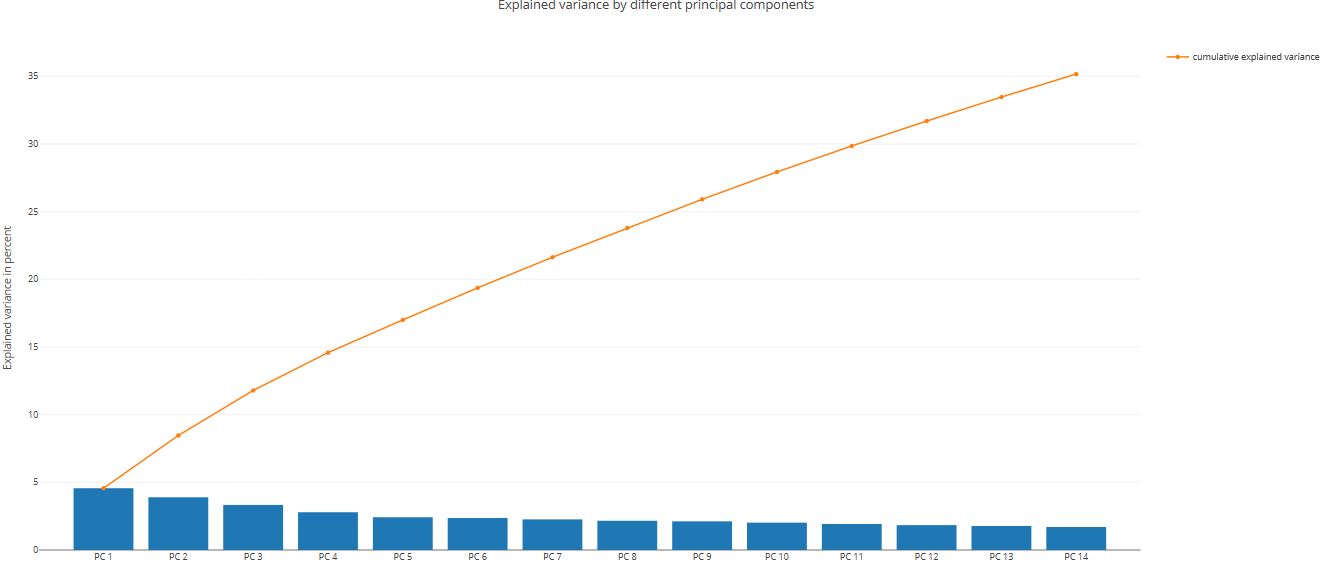 Explained variance by different principal components
cumulative explained variance
Explained variance in percent
35
30
25
20
15
10
5
0
PC 1 PC 2 PC 3 PC 4 PC 5 PC 6 PC 7 PC 8 PC 9 PC 10 PC 11 PC 12 PC 13 PC 14